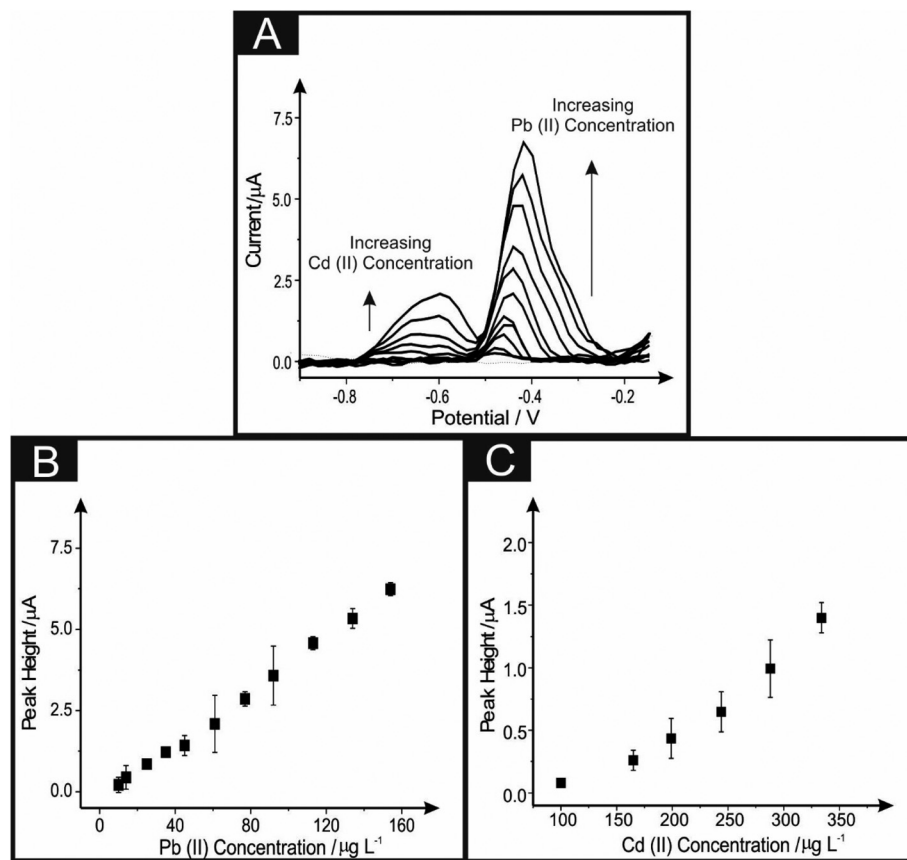 A
7.5
5.0
2.5
0.0
Current/µA
Increasing
Pb (II) Concentration
Increasing
Cd (II) Concentration
-0.8
-0.6
-0.4
-0.2
Potential / V
B
7.5
5.0
2.5
0.0
Peak Height/µA
0
40
80
120
160
Pb (II) Concentration/µg L⁻¹
C
2.0
1.5
1.0
0.5
0.0
Peak Height/µA
100
150
200
250
300
350
Cd (II) Concentration/µg L⁻¹